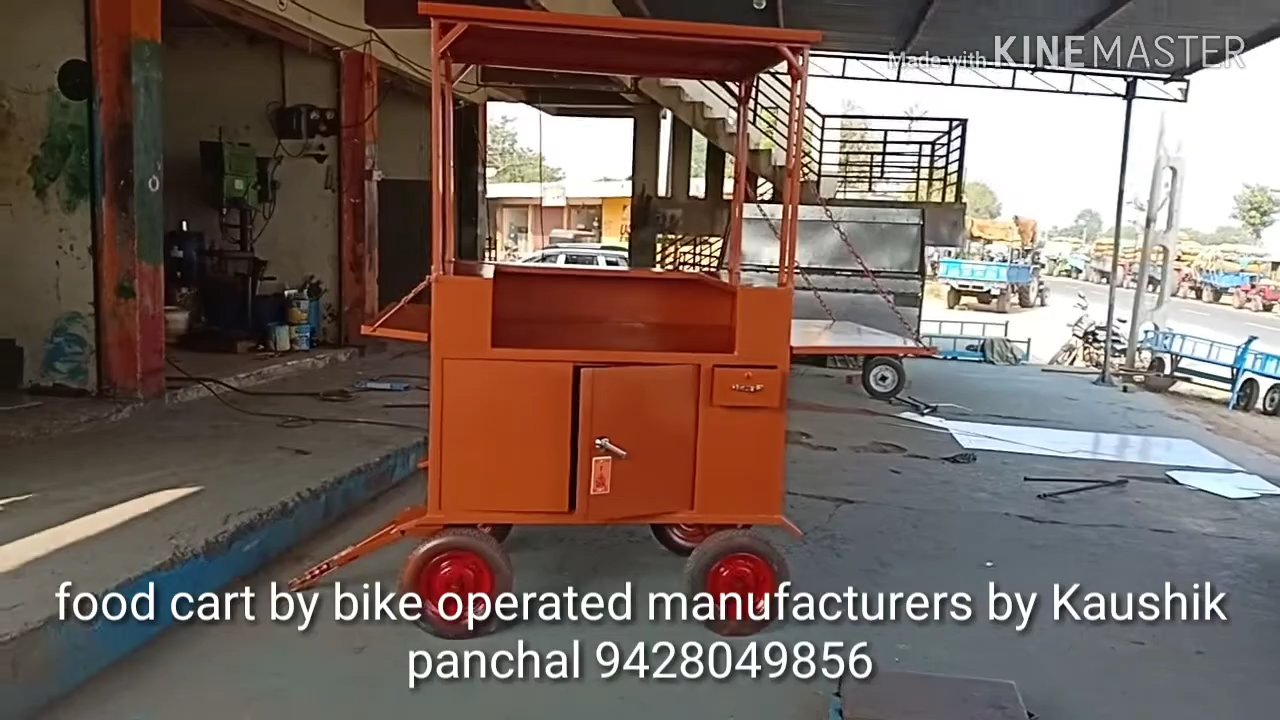 Made with KINEMASTER
food cart by bike operated manufacturers by Kaushik
panchal 9428049856